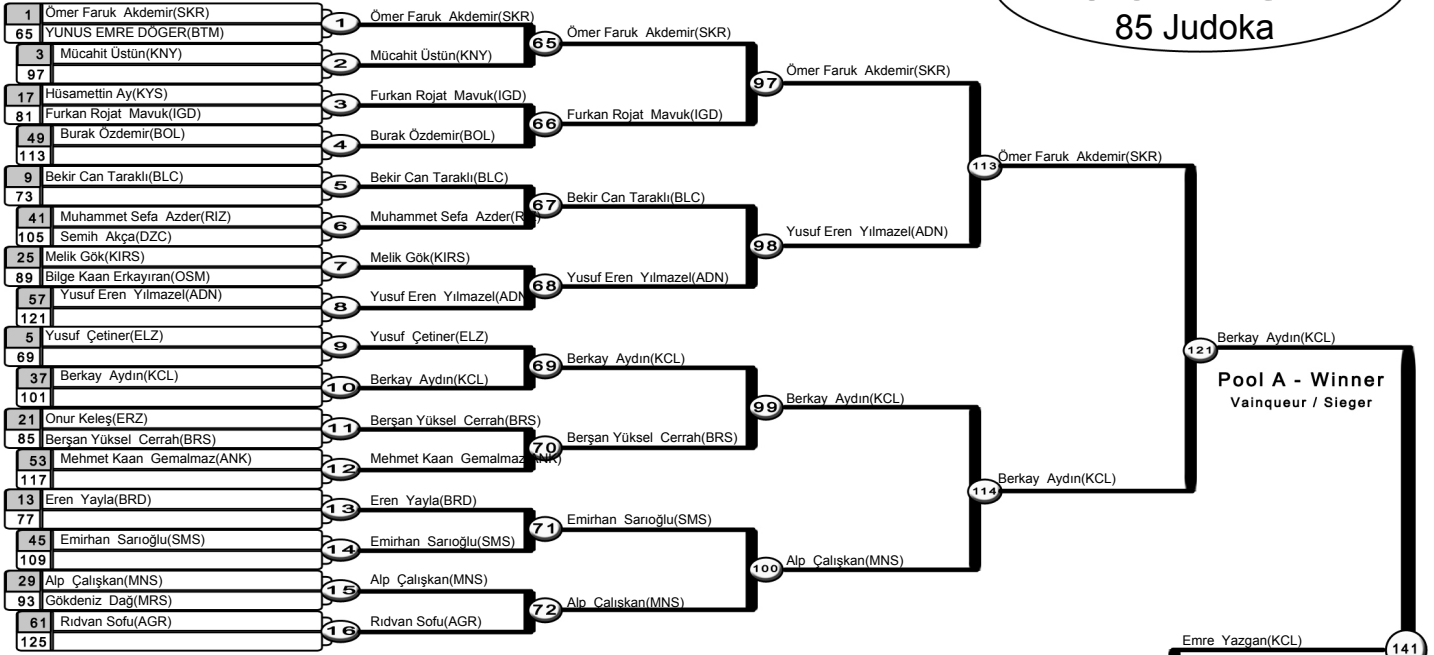 85 Judoka
1 Ömer Faruk Akdemir(SKR)
65 YUNUS EMRE DÖGER(BTM)
3 Mücahit Üstün(KNY)
97
17 Hüsamettin Ay(KYS)
81 Furkan Rojat Mavuk(IGD)
49 Burak Özdemir(BOL)
113
9 Bekir Can Taraklı(BLC)
73
41 Muhammet Sefa Azder(RIZ)
105 Semih Akça(DZC)
25 Melik Gök(KIRS)
89 Bilge Kaan Erkayıran(OSM)
57 Yusuf Eren Yılmazel(ADN)
121
5 Yusuf Çetiner(ELZ)
69
37 Berkay Aydın(KCL)
101
21 Onur Keleş(ERZ)
85 Berşan Yüksel Cerrah(BRS)
53 Mehmet Kaan Gemalmaz(ANK)
117
13 Eren Yayla(BRD)
77
45 Emirhan Sarıoğlu(SMS)
109
29 Alp Çalışkan(MNS)
93 Gökdeniz Dağ(MRS)
61 Rıdvan Sofu(AGR)
125
1 Ömer Faruk Akdemir(SKR)
2 Mücahit Üstün(KNY)
3 Furkan Rojat Mavuk(IGD)
4 Burak Özdemir(BOL)
5 Bekir Can Taraklı(BLC)
6 Muhammet Sefa Azder(R
7 Melik Gök(KIRS)
8 Yusuf Eren Yılmazel(ADN
9 Yusuf Çetiner(ELZ)
10 Berkay Aydın(KCL)
11 Berşan Yüksel Cerrah(BRS)
12 Mehmet Kaan Gemalmaz(ANK)
13 Eren Yayla(BRD)
14 Emirhan Sarıoğlu(SMS)
15 Alp Çalışkan(MNS)
16 Rıdvan Sofu(AGR)
65 Ömer Faruk Akdemir(SKR)
66 Furkan Rojat Mavuk(IGD)
67 Bekir Can Taraklı(BLC)
68 Yusuf Eren Yılmazel(ADN)
69 Berkay Aydın(KCL)
70 Berşan Yüksel Cerrah(BRS)
71 Emirhan Sarıoğlu(SMS)
72 Alp Çalışkan(MNS)
97 Ömer Faruk Akdemir(SKR)
98 Yusuf Eren Yılmazel(ADN)
99 Berkay Aydın(KCL)
100 Alp Çalışkan(MNS)
113 Ömer Faruk Akdemir(SKR)
114 Berkay Aydın(KCL)
121 Berkay Aydın(KCL)
Pool A - Winner
Vainqueur / Sieger
Emre Yazgan(KCL)
141